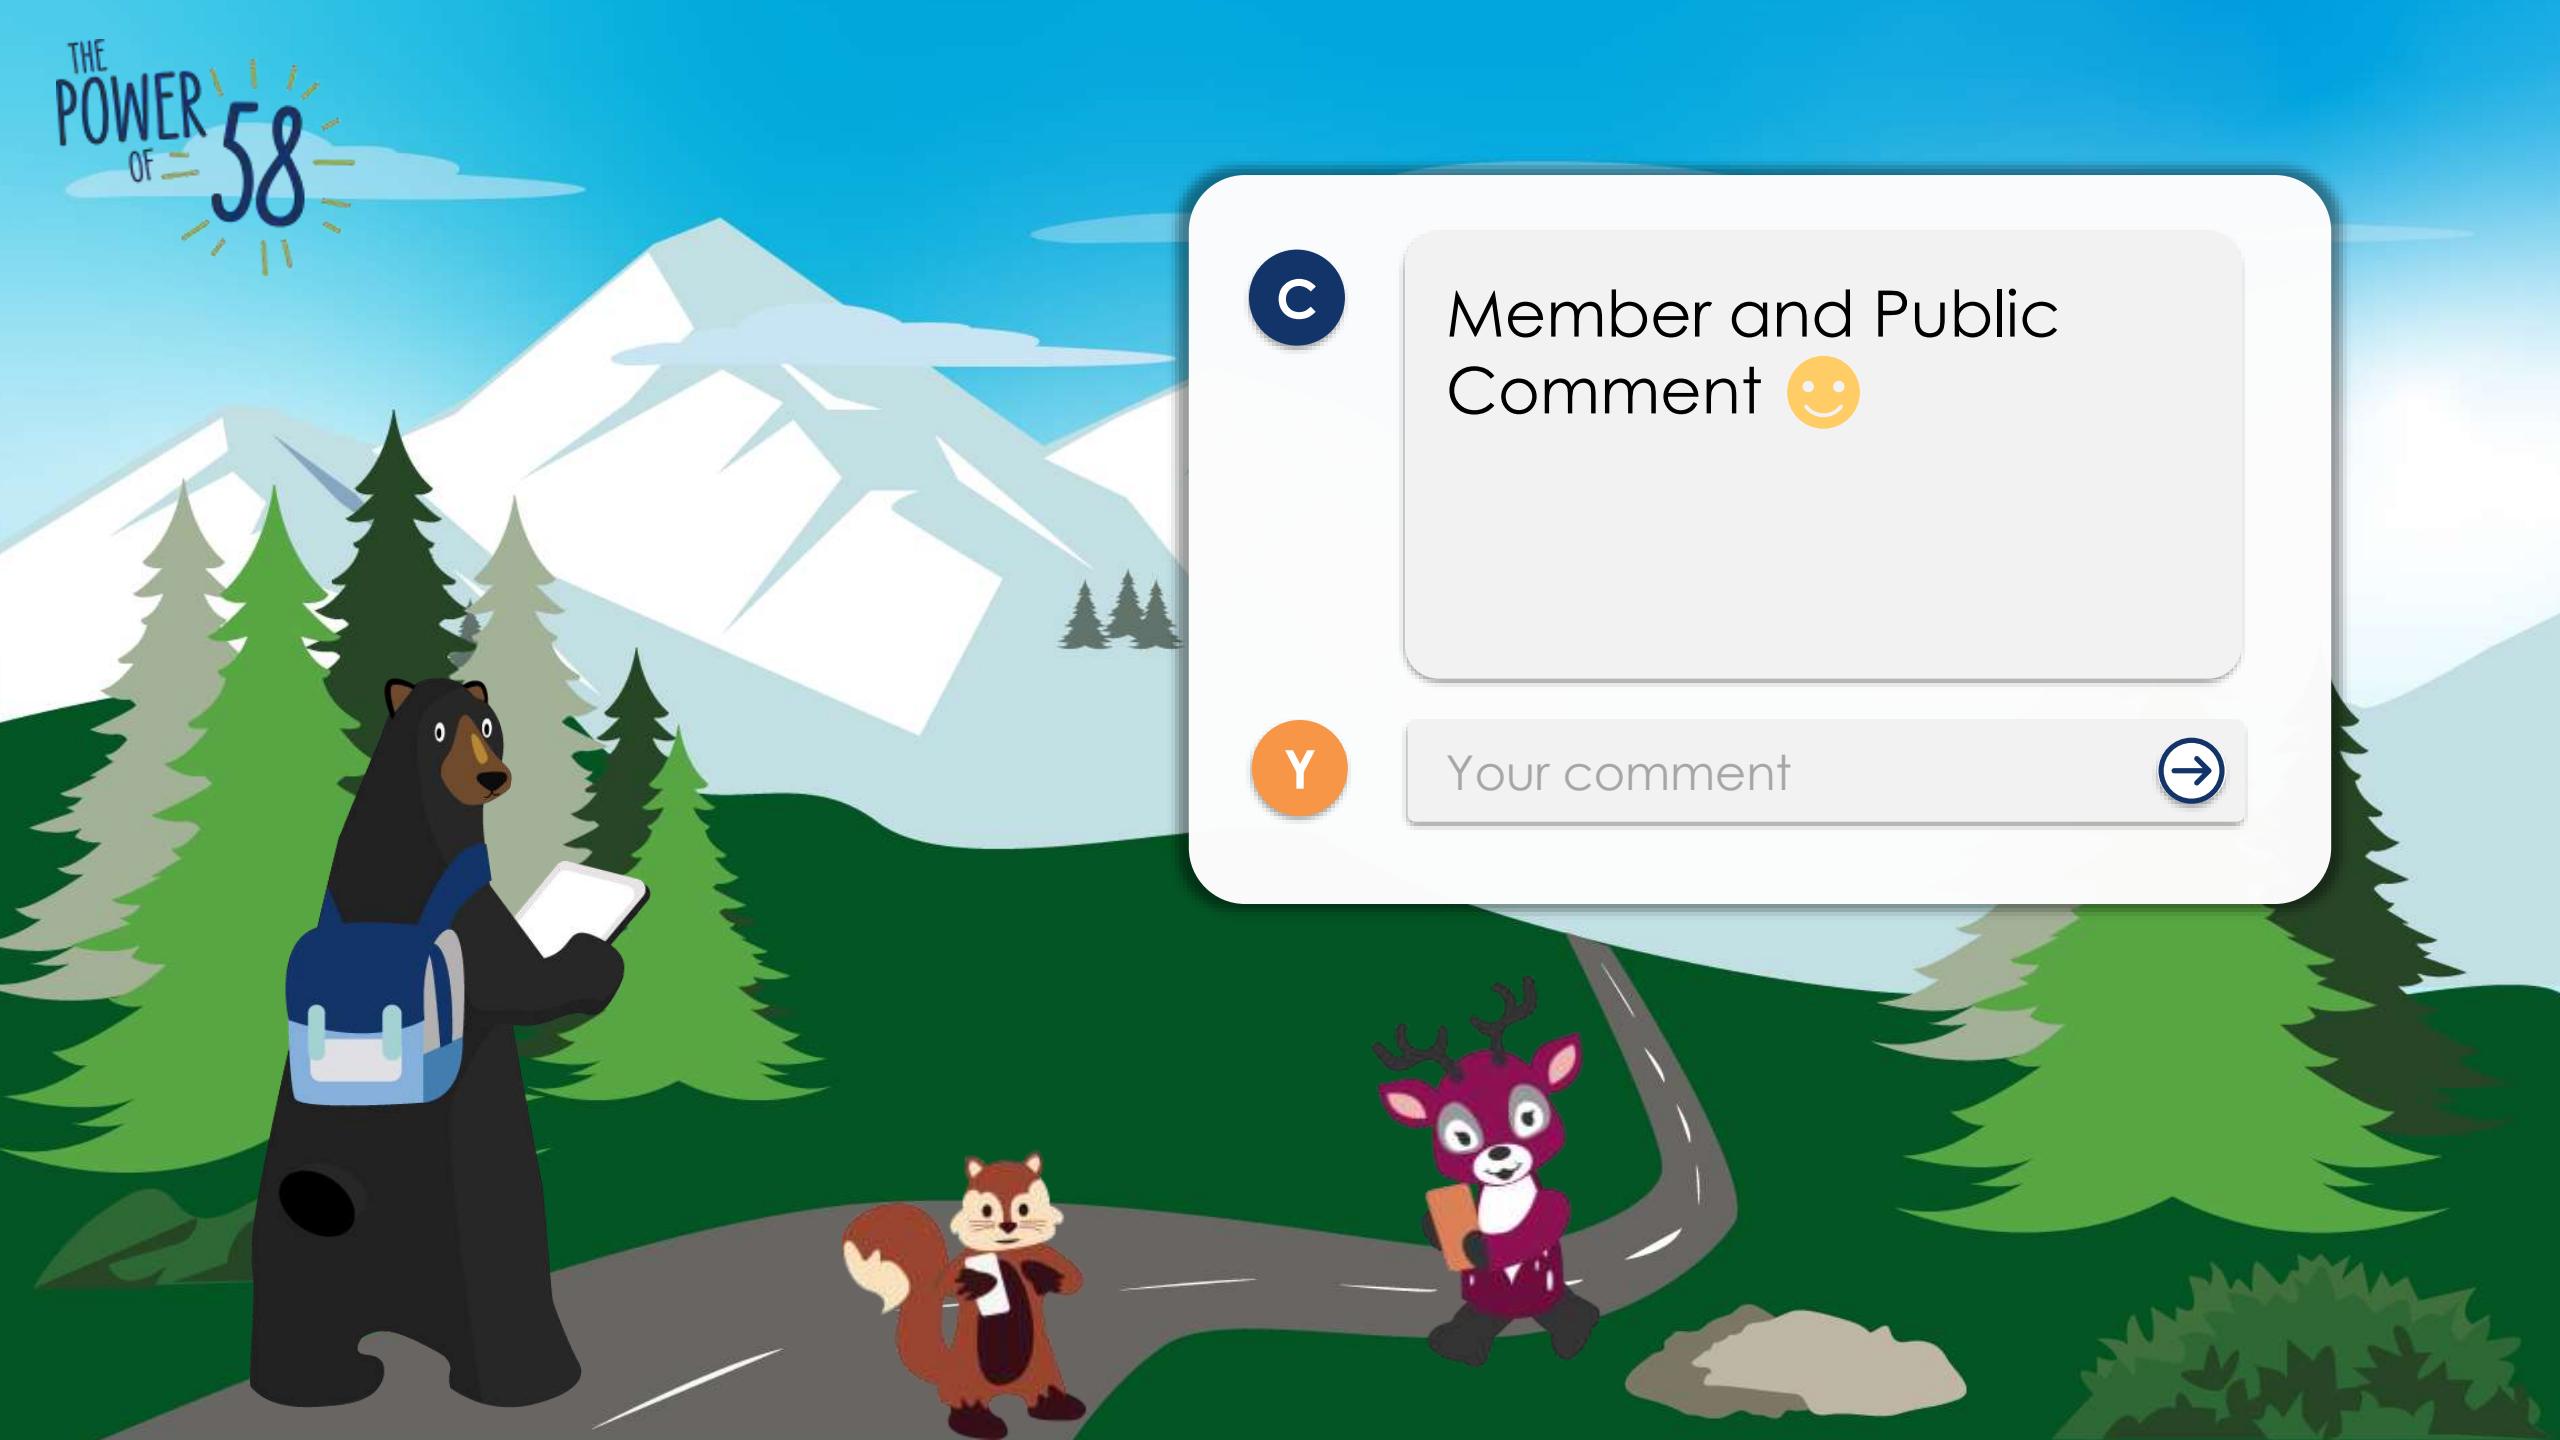 THE
POWER
OF 58
C
Member and Public
Comment
Y
Your comment